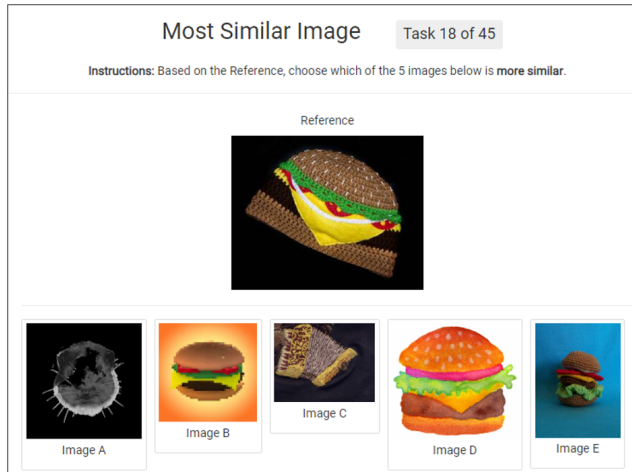 Most Similar Image
Task 18 of 45
Instructions: Based on the Reference, choose which of the 5 images below is more similar.
Reference
Image A
Image B
Image C
Image D
Image E